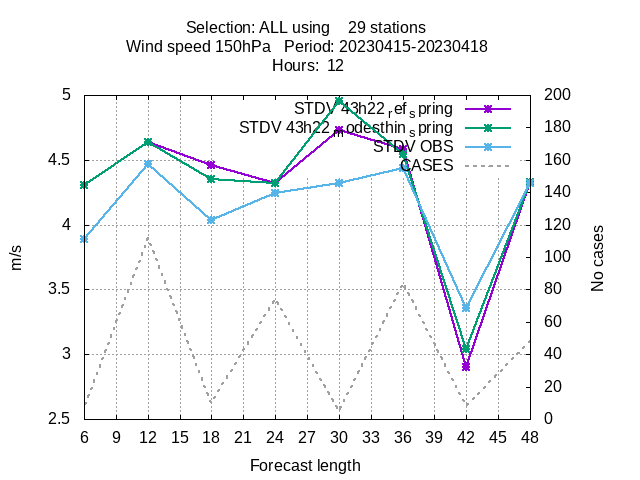 Selection: ALL using 29 stations
Wind speed 150hPa Period: 20230415-20230418
Hours: 12
STDV 43h22_ref_spring
STDV 43h22_modesthin_spring
STDV OBS
CASES
5
4.5
4
3.5
3
2.5
m/s
200
180
160
140
120
100
80
60
40
20
0
No cases
6 9 12 15 18 21 24 27 30 33 36 39 42 45 48
Forecast length